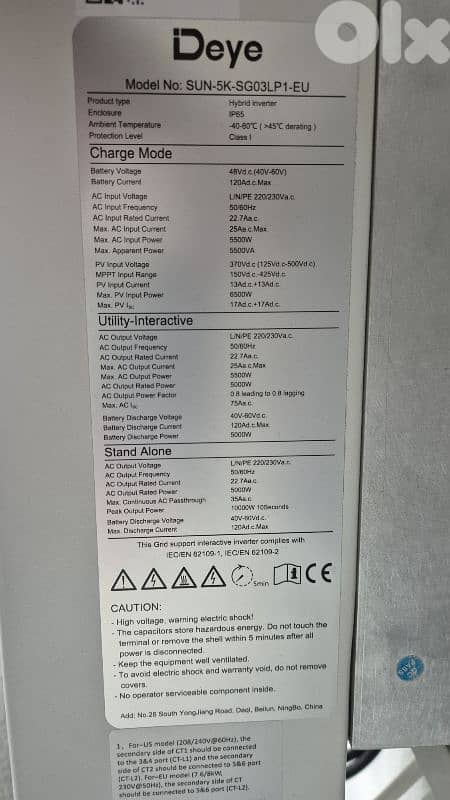 Olx
Deye
Model No: SUN-5K-SG03LP1-EU
Product type Hybrid Inverter
Enclosure IP65
Ambient Temperature -40-60℃ ( >45℃ derating )
Protection Level Class I
Charge Mode
Battery Voltage 48Vd.c.(40V-60V)
Battery Current 120Ad.c.Max
AC Input Voltage L/N/PE 220/230Va.c.
AC Input Frequency 50/60Hz
AC Input Rated Current 22.7Aa.c.
Max. AC Input Current 25Aa.c.Max
Max. AC Input Power 5500W
Max. Apparent Power 5500VA
PV Input Voltage 370Vd.c (125Vd.c-500Vd.c)
MPPT Input Range 150Vd.c.-425Vd.c.
PV Input Current 13Ad.c.+13Ad.c.
Max. PV Input Power 6500W
Max. PV Isc 17Ad.c.+17Ad.c.
Utility-Interactive
AC Output Voltage L/N/PE 220/230Va.c.
AC Output Frequency 50/60Hz
AC Output Rated Current 22.7Aa.c.
Max. AC Output Current 25Aa.c.Max
Max. AC Output Power 5500W
AC Output Rated Power 5000W
AC Output Power Factor 0.8 leading to 0.8 lagging
Max. AC Isc 75Aa.c.
Battery Discharge Voltage 40V-60Vd.c.
Battery Discharge Current 120Ad.c.Max
Battery Discharge Power 5000W
Stand Alone
AC Output Voltage L/N/PE 220/230Va.c.
AC Output Frequency 50/60Hz
AC Output Rated Current 22.7Aa.c.
AC Output Rated Power 5000W
Max. Continuous AC Passthrough 35Aa.c.
Peak Output Power 10000W 10Seconds
Battery Discharge Voltage 40V-60Vd.c.
Max. Discharge Current 120Ad.c.Max
This Grid support interactive inverter complies with
IEC/EN 62109-1, IEC/EN 62109-2
5min CE
CAUTION:
- High voltage, warning electric shock!
- The capacitors store hazardous energy. Do not touch the
terminal or remove the shell within 5 minutes after all
power is disconnected.
- Keep the equipment well ventilated.
- To avoid electric shock and warranty void, do not remove
covers.
- No operator serviceable component inside.
Add: No.26 South YongJiang Road, Daqi, Beilun, NingBo, China
1、For-US model (208/240V@60Hz), the
secondary side of CT1 should be connected
to the 3&4 port (CT-L1) and the secondary
side of CT2 should be connected to 5&6 port
(CT-L2). For-EU model (7.6/8kW,
230V@50Hz), the secondary side of CT
should be connected to 5&6 port (CT-L2).